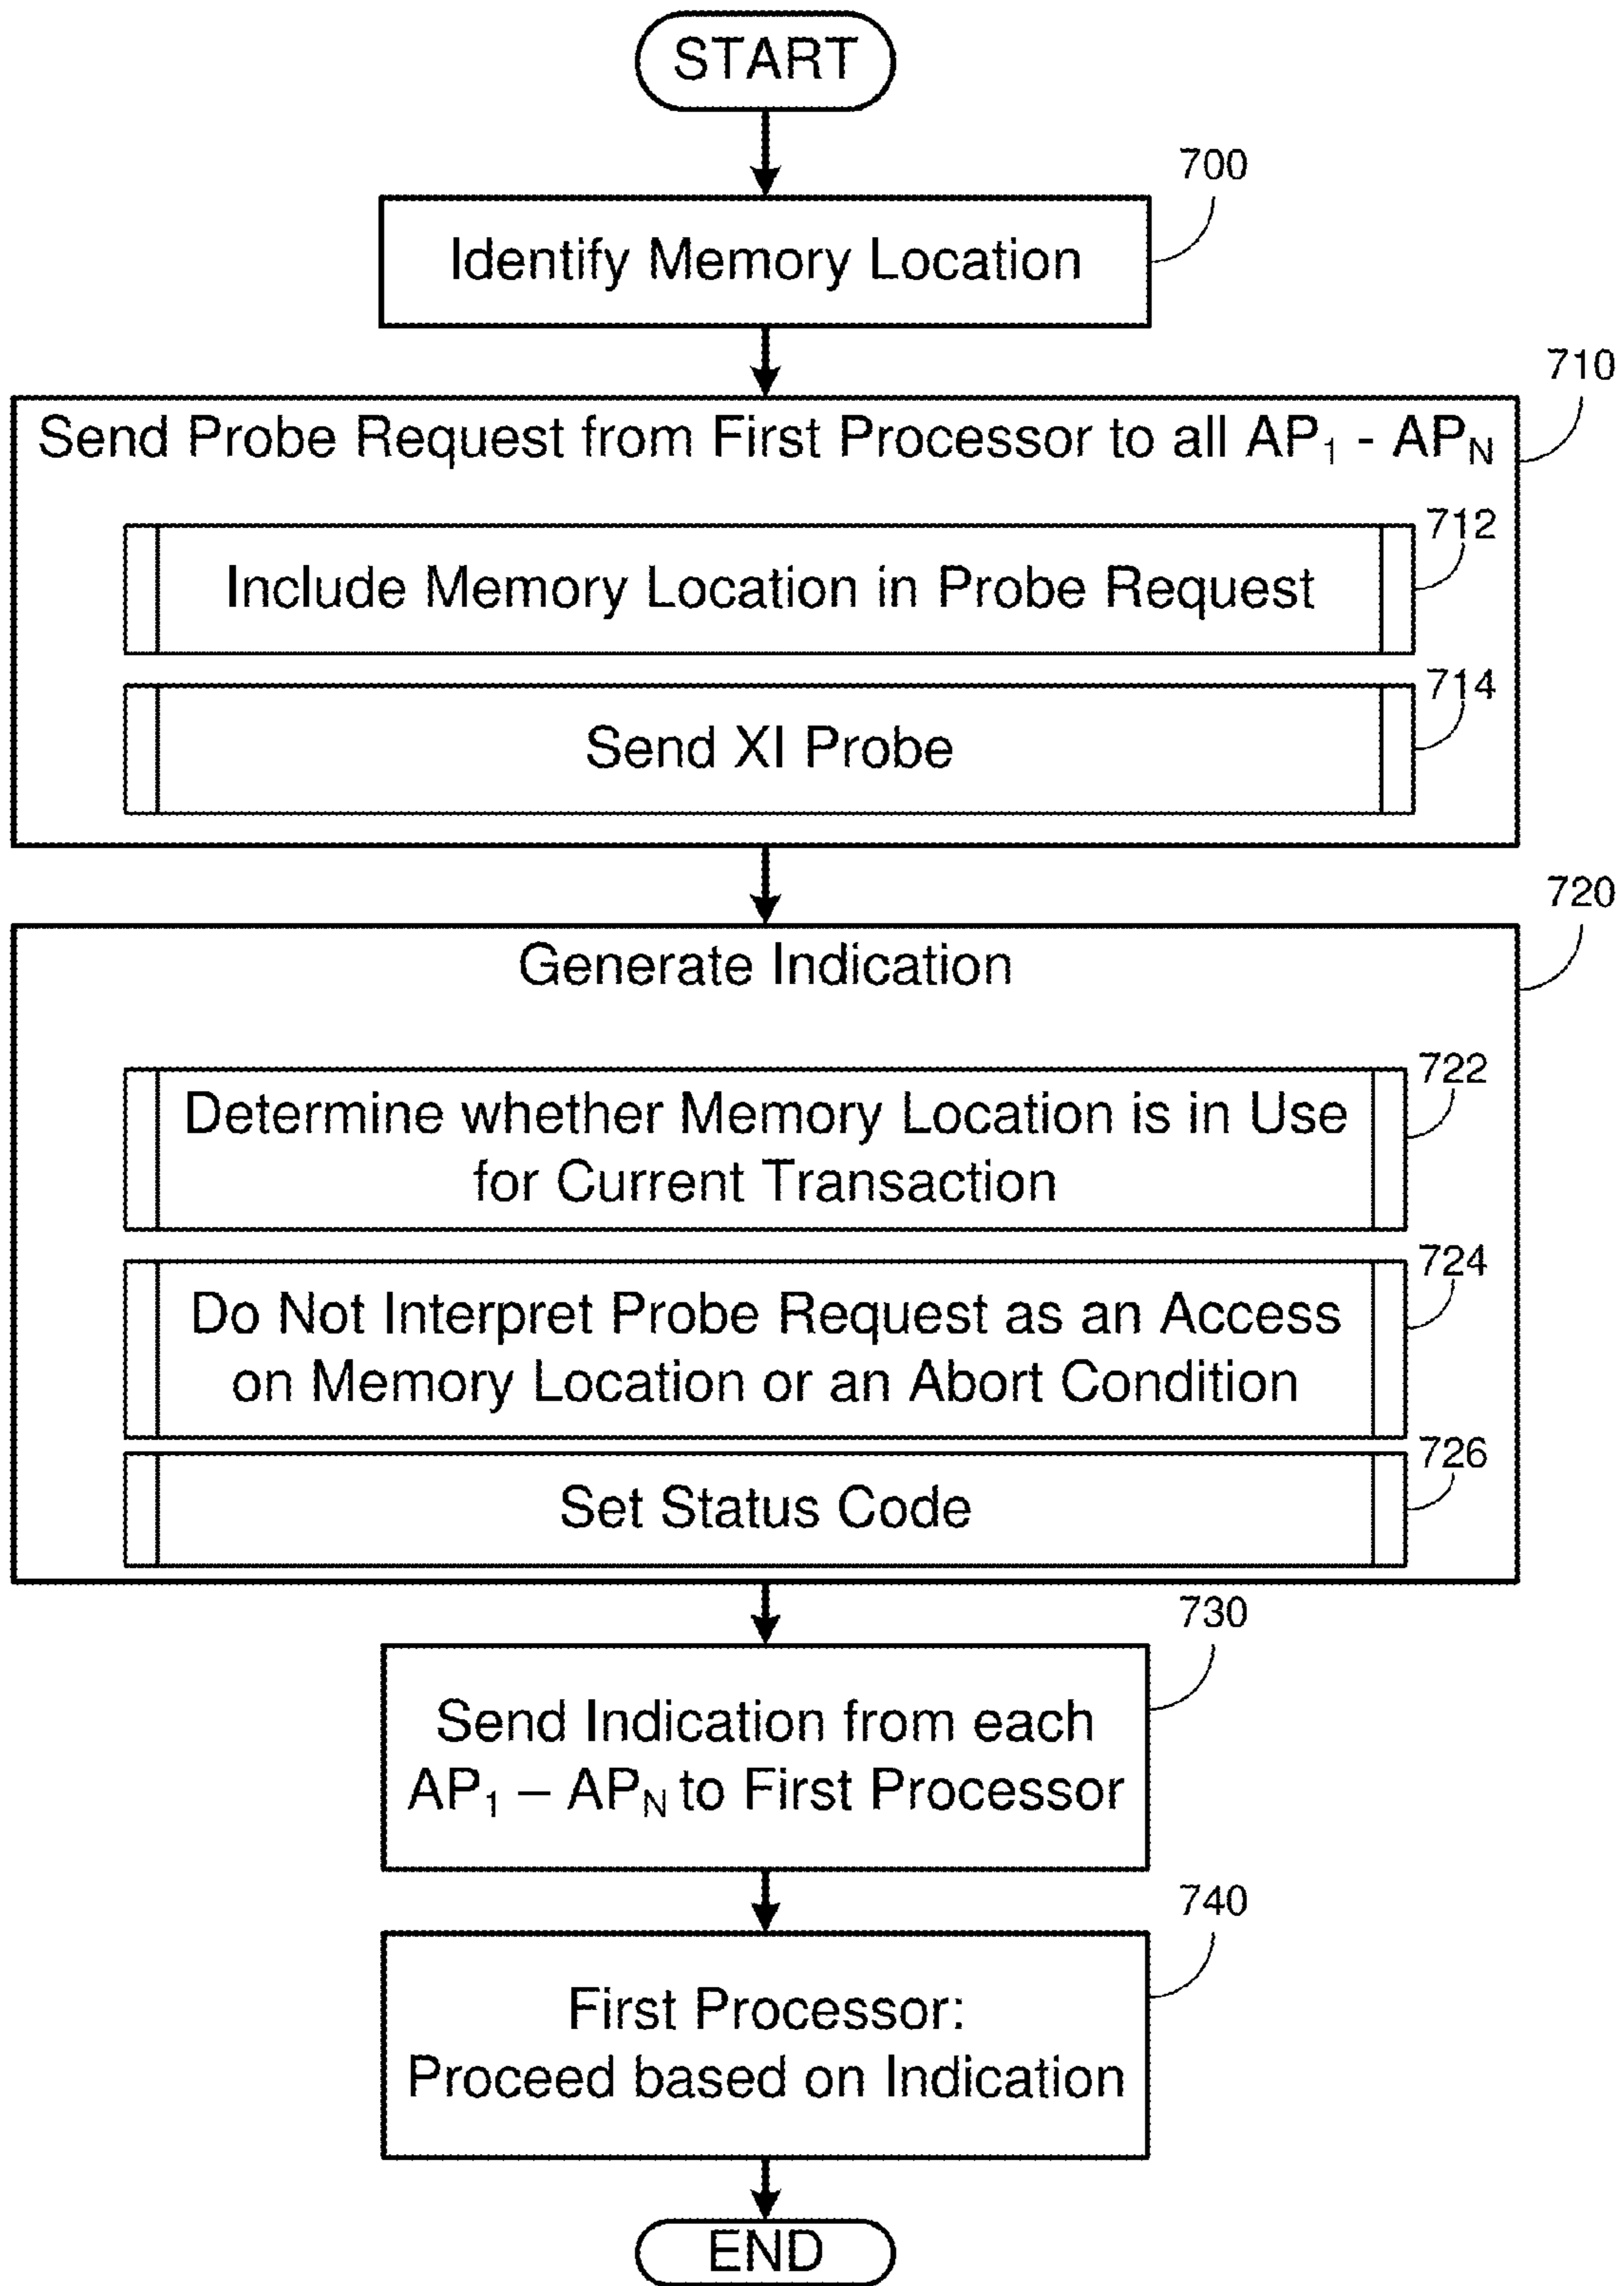 START
700
Identify Memory Location
710
Send Probe Request from First Processor to all AP₁ - APN
712
Include Memory Location in Probe Request
714
Send XI Probe
720
Generate Indication
722
Determine whether Memory Location is in Use
for Current Transaction
724
Do Not Interpret Probe Request as an Access
on Memory Location or an Abort Condition
726
Set Status Code
730
Send Indication from each
AP₁ – APN to First Processor
740
First Processor:
Proceed based on Indication
END